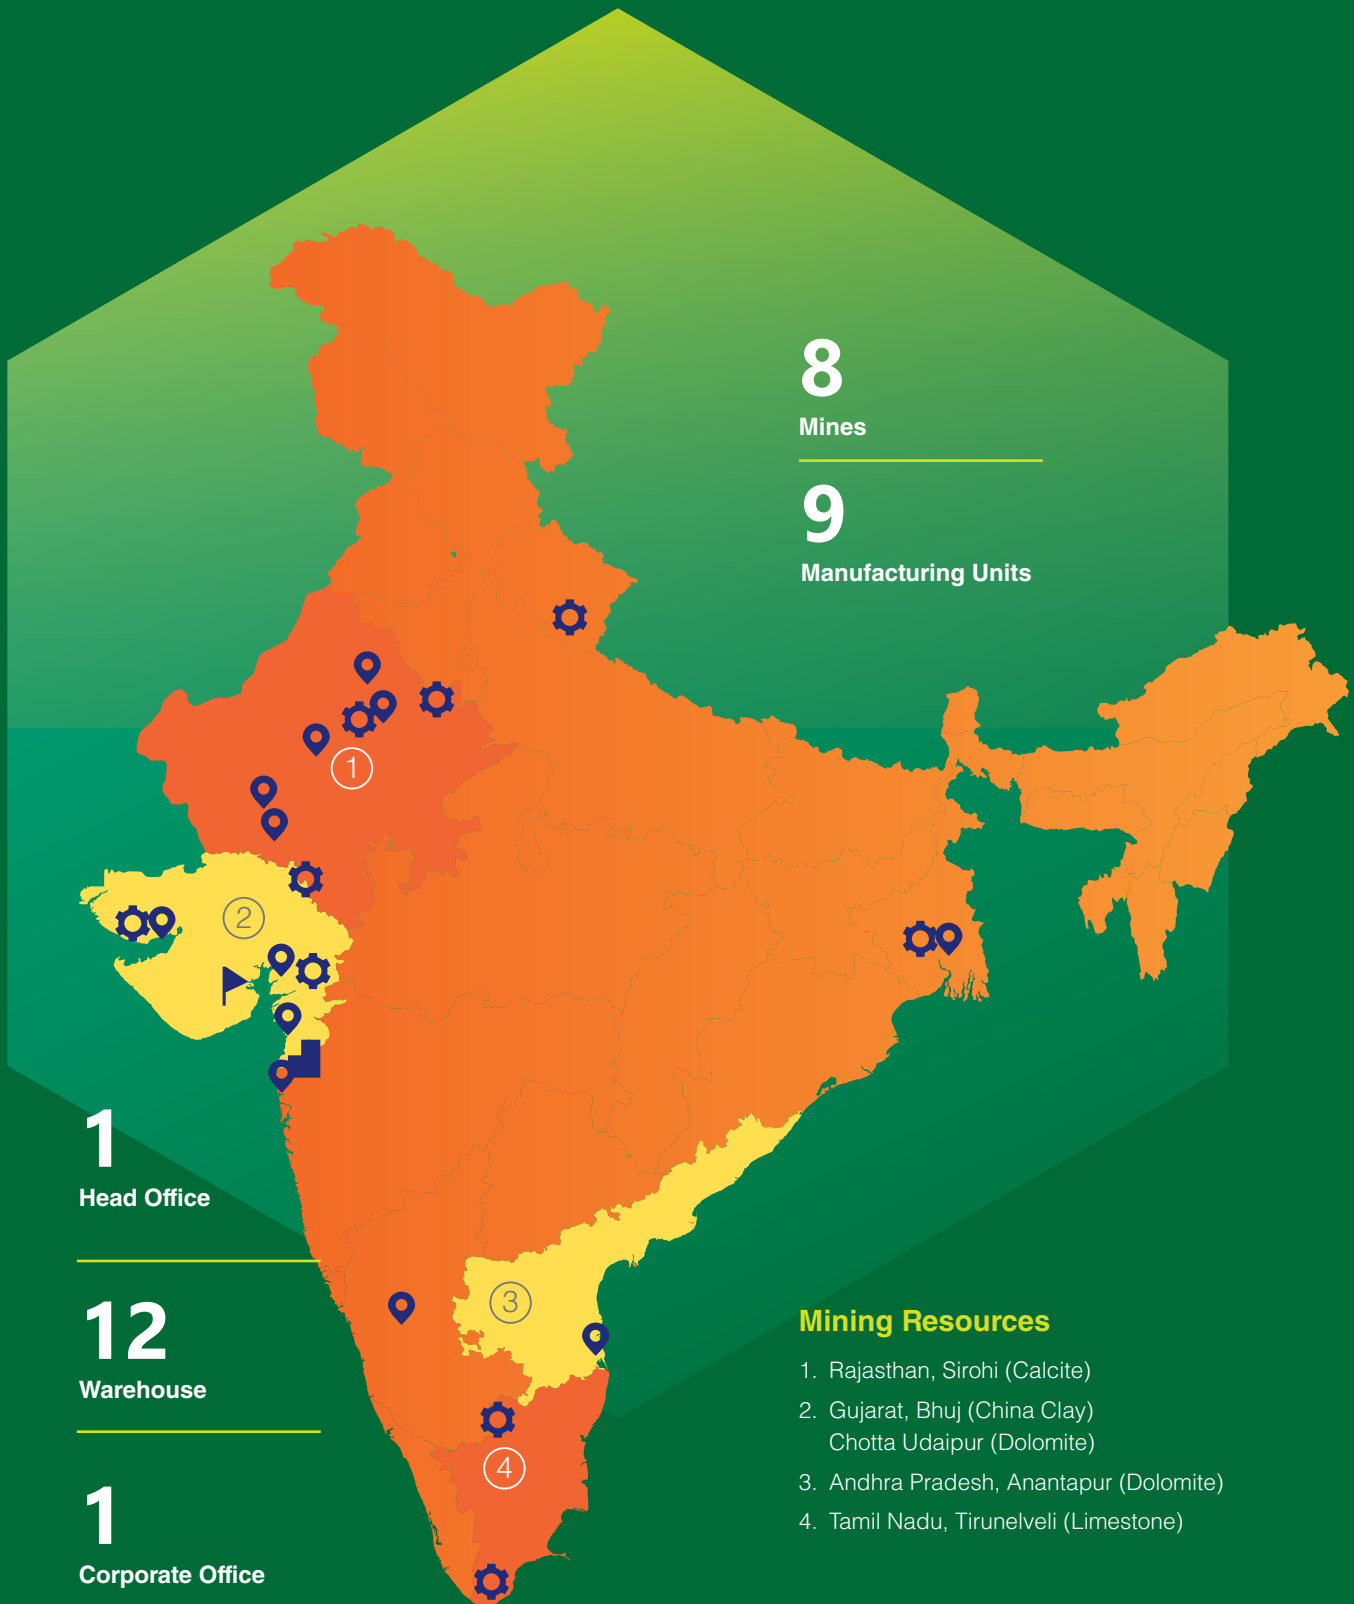 8
Mines
9
Manufacturing Units
1
2
1
Head Office
12
Warehouse
1
Corporate Office
3
4
Mining Resources
1. Rajasthan, Sirohi (Calcite)
2. Gujarat, Bhuj (China Clay)
Chotta Udaipur (Dolomite)
3. Andhra Pradesh, Anantapur (Dolomite)
4. Tamil Nadu, Tirunelveli (Limestone)